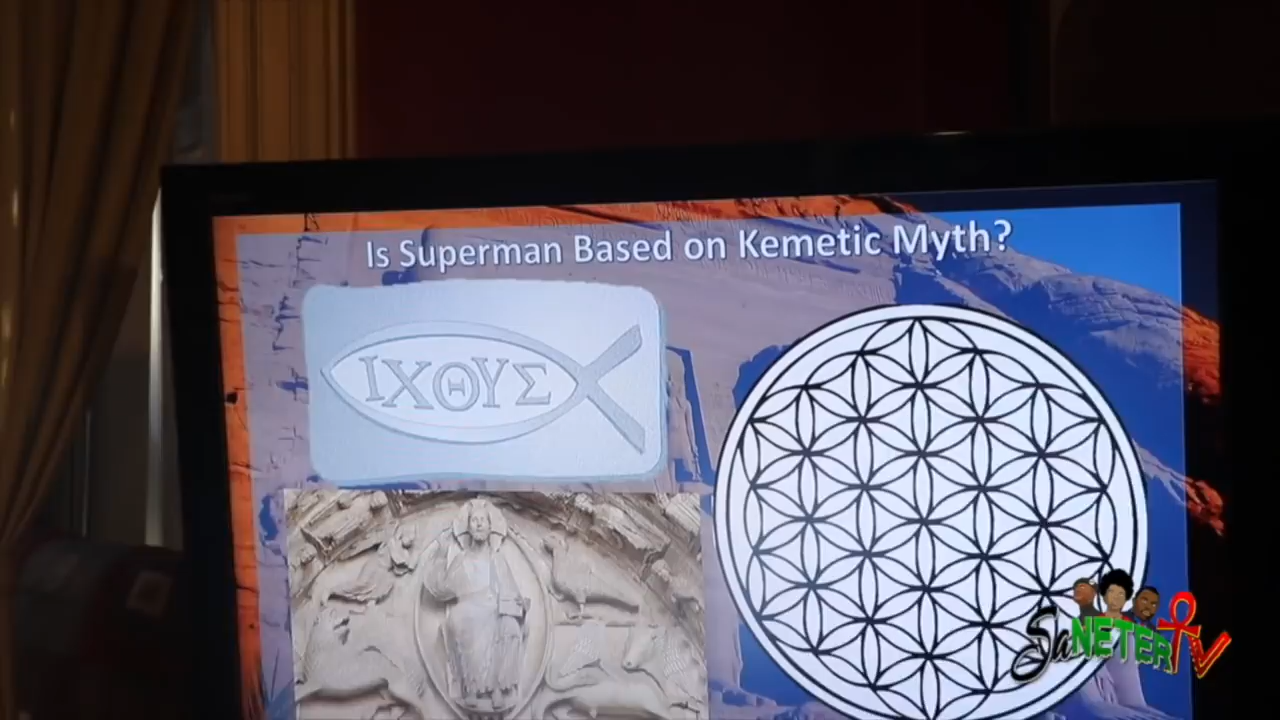 Is Superman Based on Kemetic Myth?
ΙΧΘΥΣ
SaNETER TV